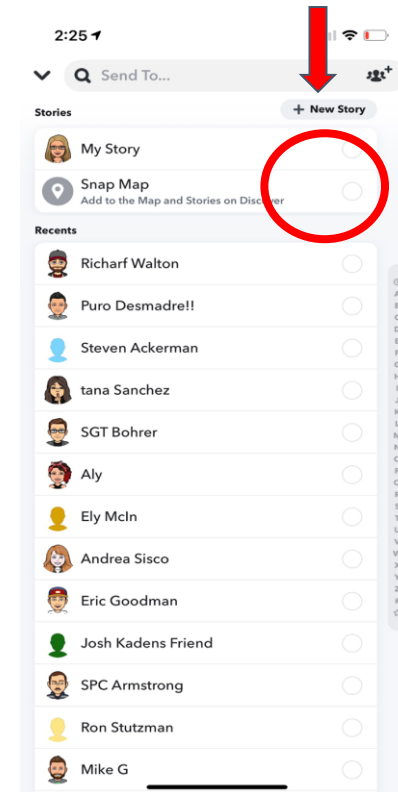 2:25
Send To...
Stories
+ New Story
My Story
Snap Map
Add to the Map and Stories on Discover
Recents
Richarf Walton
Puro Desmadre!!
Steven Ackerman
tana Sanchez
SGT Bohrer
Aly
Ely McIn
Andrea Sisco
Eric Goodman
Josh Kadens Friend
SPC Armstrong
Ron Stutzman
Mike G